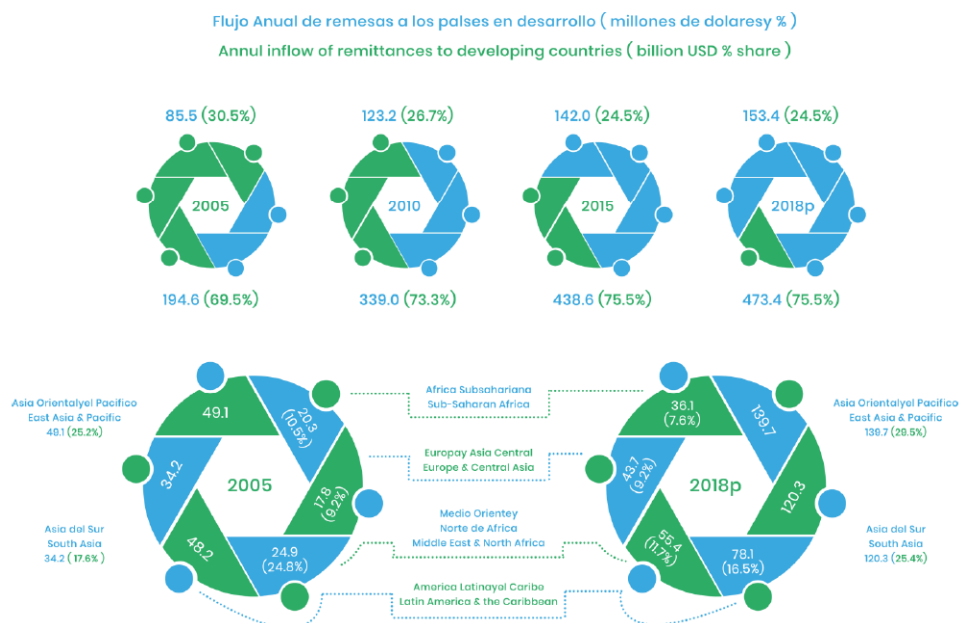 Flujo Anual de remesas a los palses en desarrollo ( millones de dolaresy % )
Annul inflow of remittances to developing countries ( billion USD % share )
85.5 (30.5%)
123.2 (26.7%)
142.0 (24.5%)
153.4 (24.5%)
2005
2010
2015
2018p
194.6 (69.5%)
339.0 (73.3%)
438.6 (75.5%)
473.4 (75.5%)
Asia Orientalyel Pacifico
East Asia & Pacific
49.1 (25.2%)
Asia del Sur
South Asia
34.2 ( 17.6%)
49.1
20.3
(10.5%)
34.2
2005
17.8
(9.2%)
48.2
24.9
(24.8%)
Africa Subsahariana
Sub-Saharan Africa
Europay Asia Central
Europe & Central Asia
Medio Orientey
Norte de Africa
Middle East & North Africa
America Latinayel Caribo
Latin America & the Caribbean
36.1
(7.6%)
139.7
43.7
(9.2%)
2018p
120.3
55.4
(11.7%)
78.1
(16.5%)
Asia Orientalyel Pacifico
East Asia & Pacific
139.7 (29.5%)
Asia del Sur
South Asia
120.3 (25.4%)